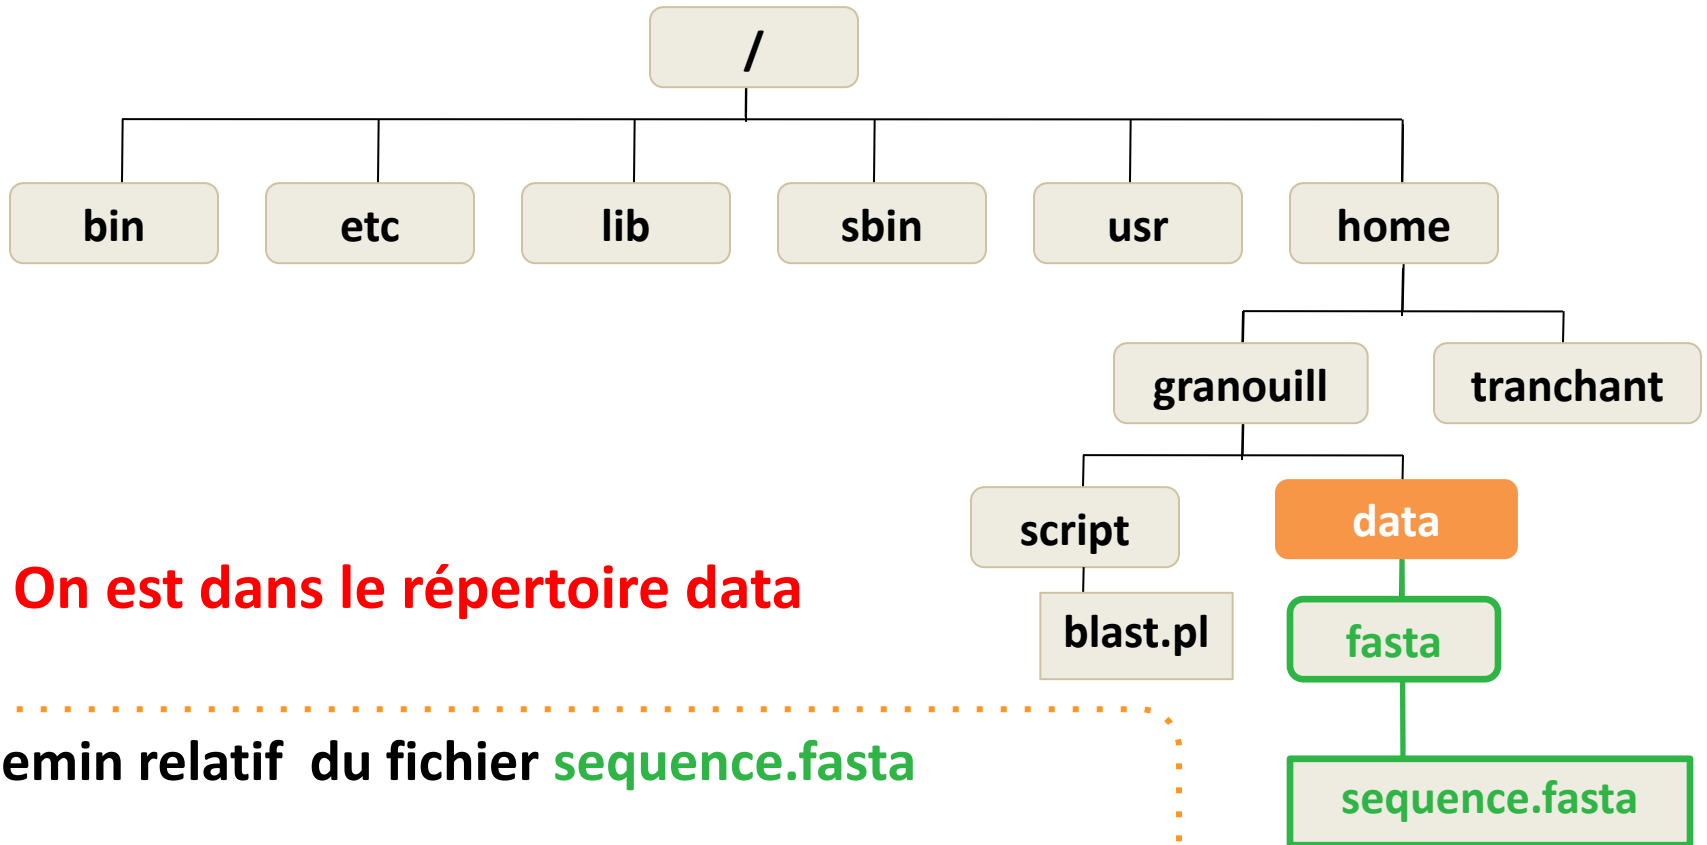 /
bin etc lib sbin usr home
granouill tranchant
script data
On est dans le répertoire data
blast.pl fasta
emin relatif du fichier sequence.fasta
sequence.fasta